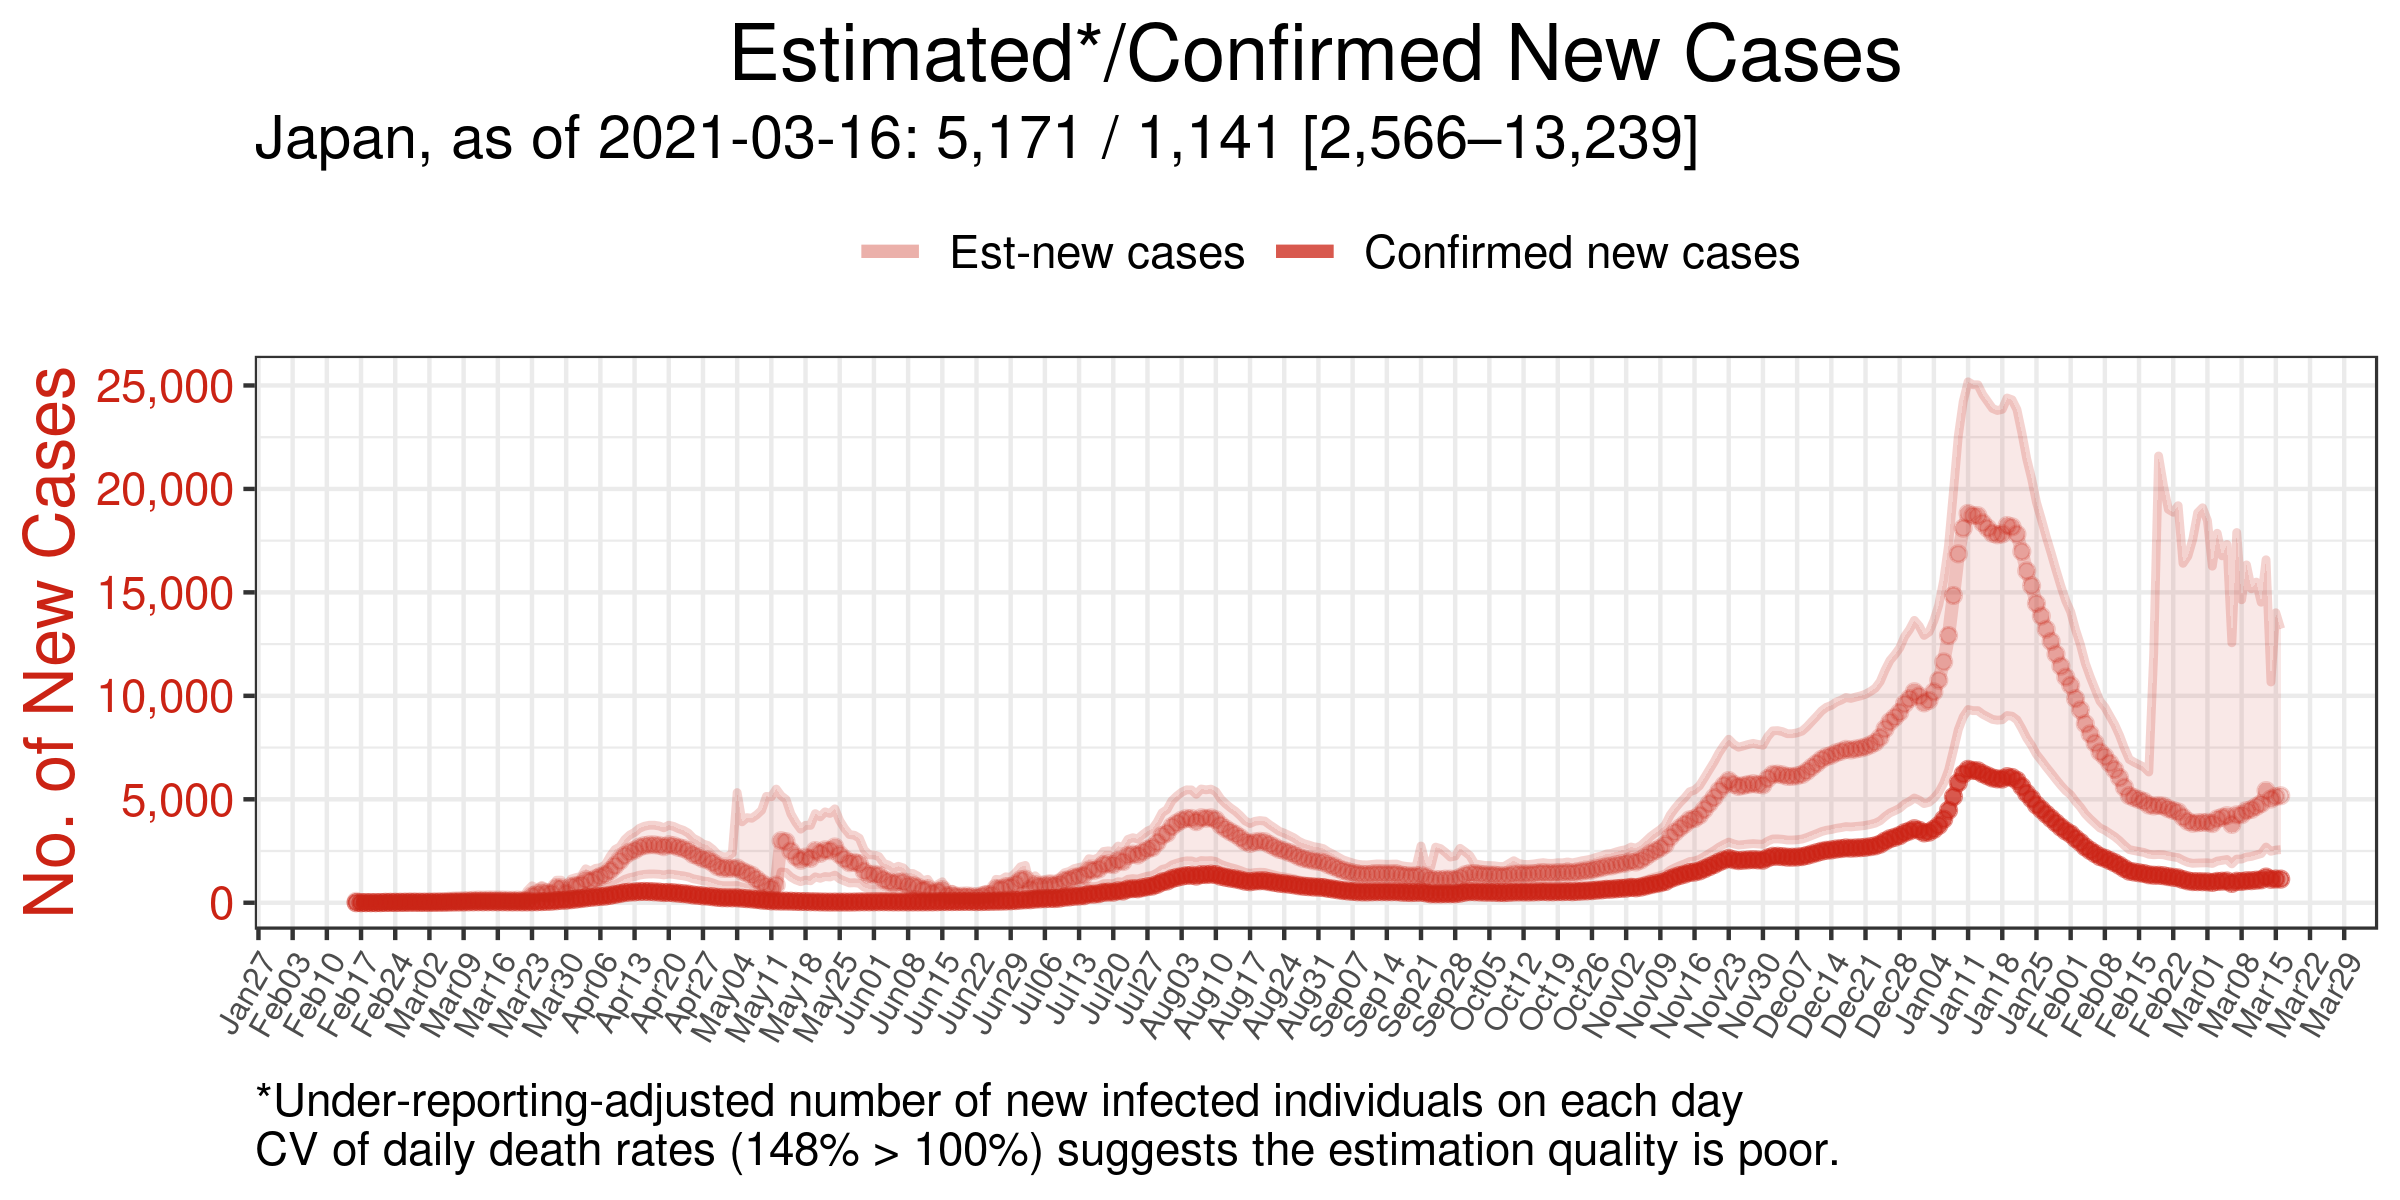 Estimated*/Confirmed New Cases
Japan, as of 2021-03-16: 5,171 / 1,141 [2,566–13,239]
Est-new cases
Confirmed new cases
No. of New Cases
25,000
20,000
15,000
10,000
5,000
0
Jan27
Feb03
Feb10
Feb17
Feb24
Mar02
Mar09
Mar16
Mar23
Mar30
Apr06
Apr13
Apr20
Apr27
May04
May11
May18
May25
Jun01
Jun08
Jun15
Jun22
Jun29
Jul06
Jul13
Jul20
Jul27
Aug03
Aug10
Aug17
Aug24
Aug31
Sep07
Sep14
Sep21
Sep28
Oct05
Oct12
Oct19
Oct26
Nov02
Nov09
Nov16
Nov23
Nov30
Dec07
Dec14
Dec21
Dec28
Jan04
Jan11
Jan18
Jan25
Feb01
Feb08
Feb15
Feb22
Mar01
Mar08
Mar15
Mar22
Mar29
*Under-reporting-adjusted number of new infected individuals on each day
CV of daily death rates (148% > 100%) suggests the estimation quality is poor.